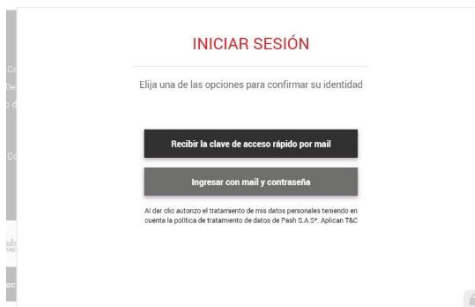 INICIAR SESIÓN
Elija una de las opciones para confirmar su identidad
Recibir la clave de acceso rápido por mail
Ingresar con mail y contraseña
Al dar clic autorizo el tratamiento de mis datos personales teniendo en
cuenta la política de tratamiento de datos de Pash S.A.S*. Aplican T&C